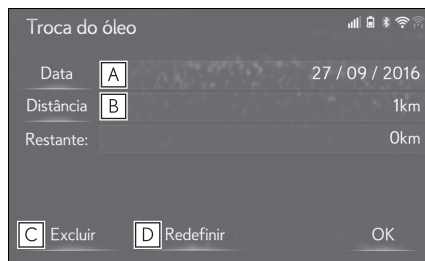 Troca do óleo
Data A 27 / 09 / 2016
Distância B 1km
Restante: 0km
C Excluir D Redefinir OK